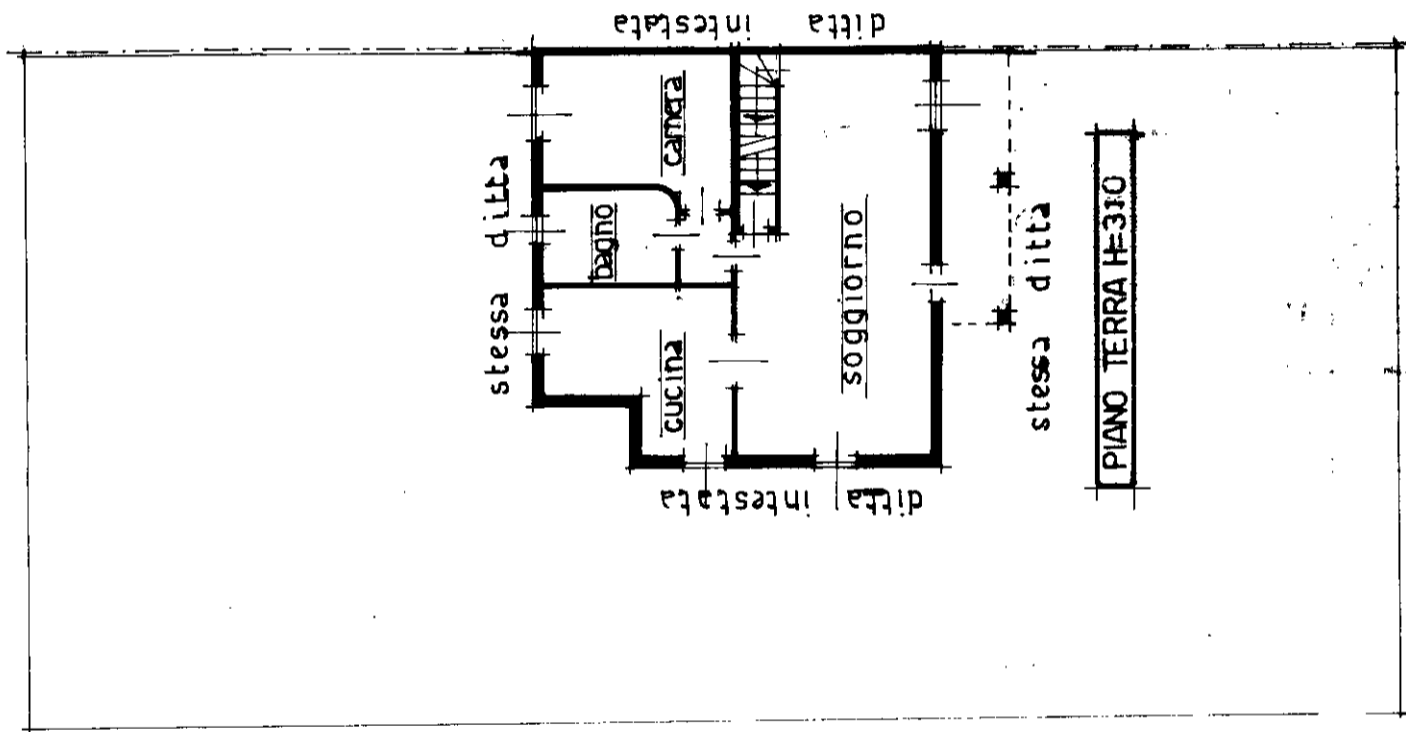 ditta intestata
stessa ditta
camera
bagno
cucina
soggiorno
stessa ditta
ditta intestata
PIANO TERRA H=3.10